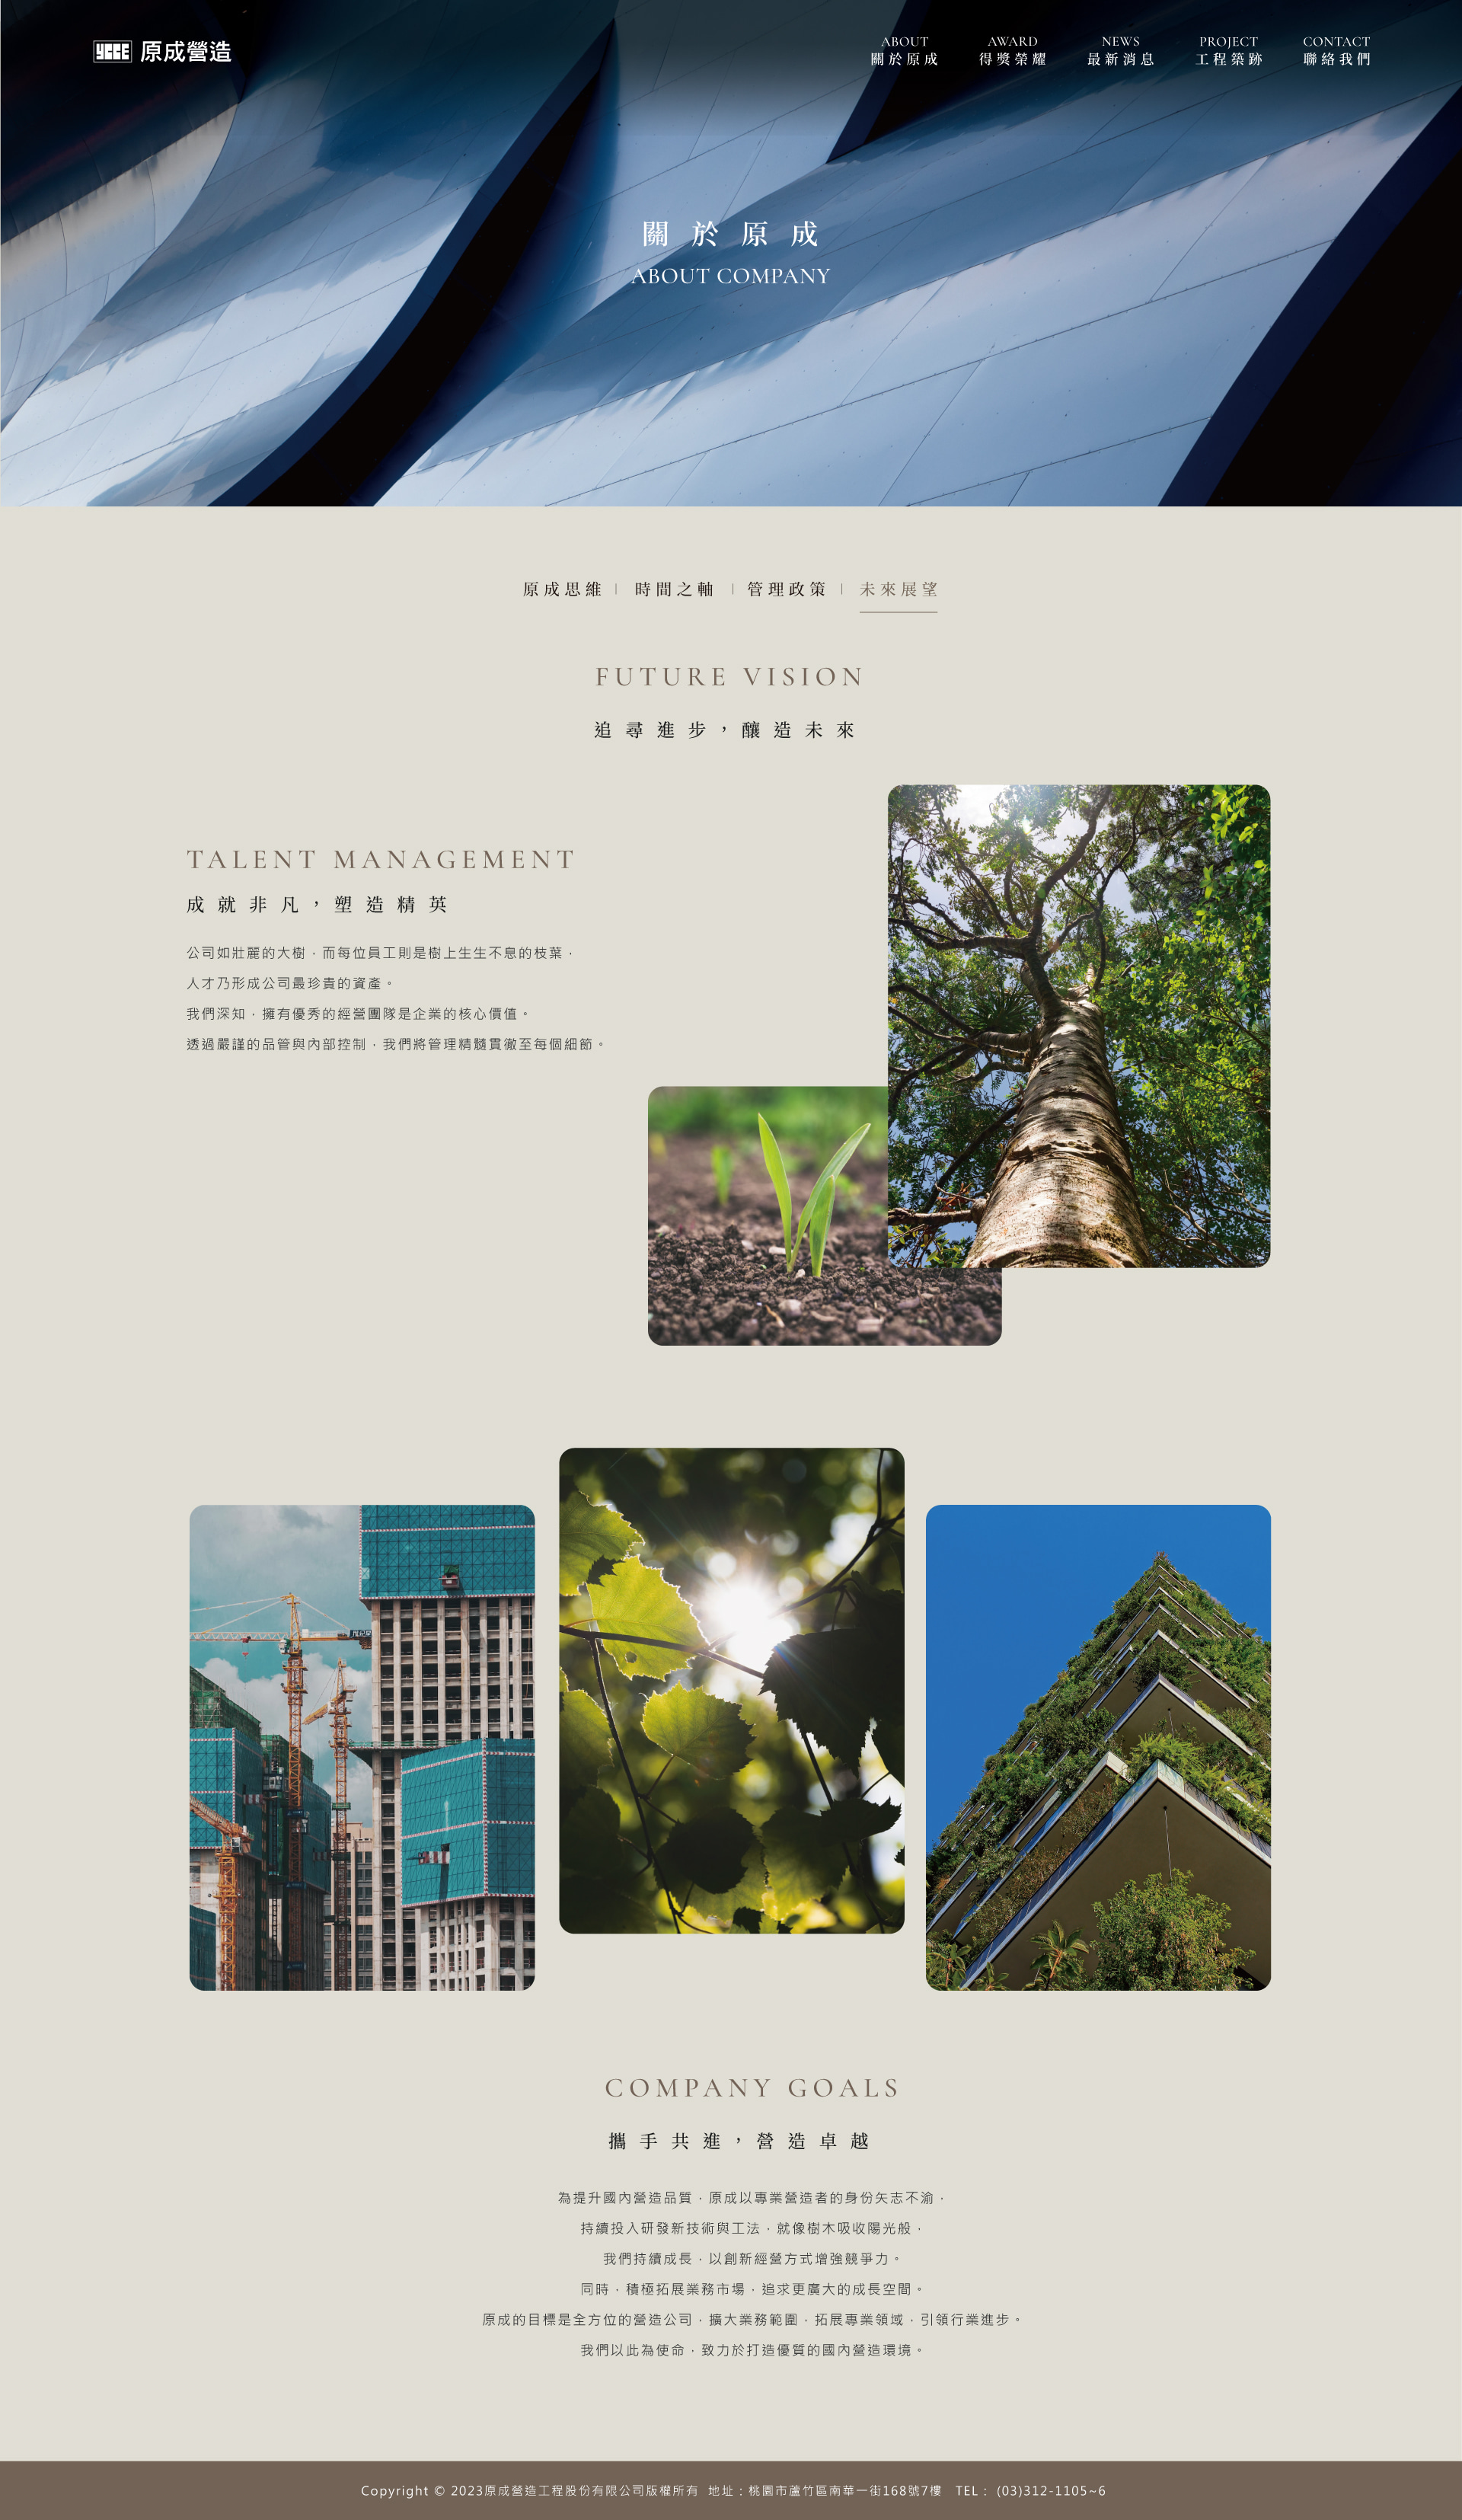 YCCE 原成營造
ABOUT AWARD NEWS PROJECT CONTACT
關於原成 得獎榮耀 最新消息 工程築跡 聯絡我們
關於原成
ABOUT COMPANY
原成思維 | 時間之軸 | 管理政策 | 未來展望
FUTURE VISION
追尋進步，釀造未來
TALENT MANAGEMENT
成就非凡，塑造精英
公司如壯麗的大樹，而每位員工則是樹上生生不息的枝葉，
人才乃形成公司最珍貴的資產。
我們深知，擁有優秀的經營團隊是企業的核心價值。
透過嚴謹的品管與內部控制，我們將管理精髓貫徹至每個細節。
COMPANY GOALS
攜手共進，營造卓越
為提升國內營造品質，原成以專業營造者的身份矢志不渝，
持續投入研發新技術與工法，就像樹木吸收陽光般，
我們持續成長，以創新經營方式增強競爭力。
同時，積極拓展業務市場，追求更廣大的成長空間。
原成的目標是全方位的營造公司，擴大業務範圍，拓展專業領域，引領行業進步。
我們以此為使命，致力於打造優質的國內營造環境。
Copyright © 2023原成營造工程股份有限公司版權所有 地址：桃園市蘆竹區南華一街168號7樓 TEL： (03)312-1105~6